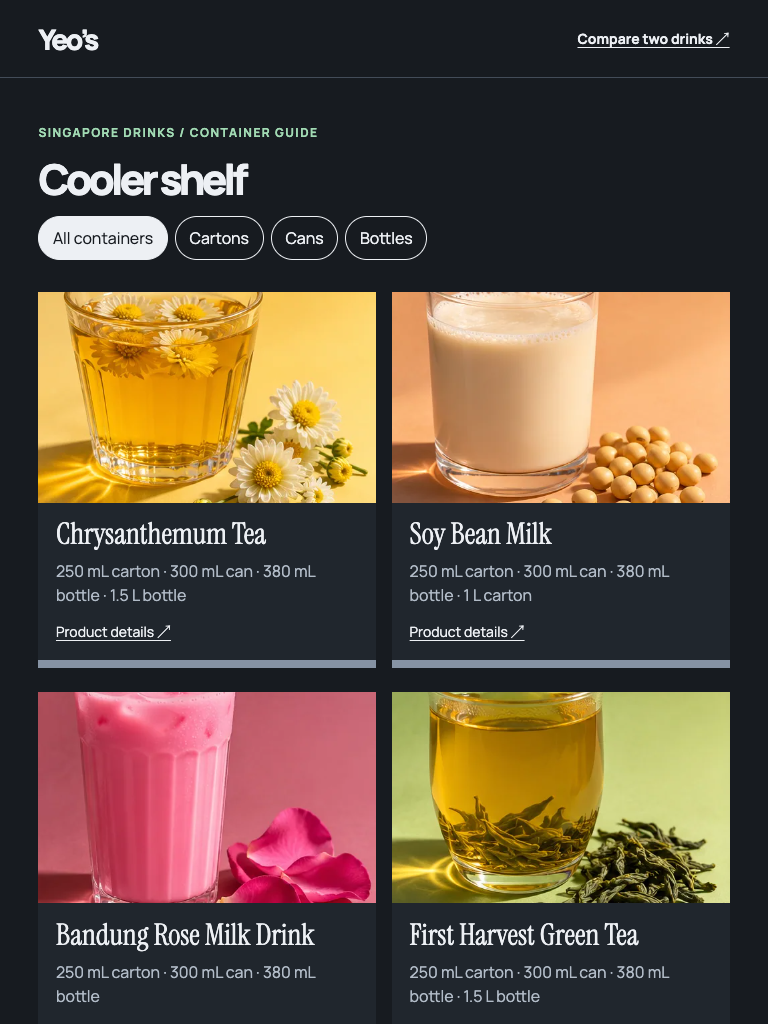 Yeo's
Compare two drinks ↗
SINGAPORE DRINKS / CONTAINER GUIDE
Cooler shelf
All containers
Cartons
Cans
Bottles
Chrysanthemum Tea
250 mL carton · 300 mL can · 380 mL
bottle · 1.5 L bottle
Product details ↗
Soy Bean Milk
250 mL carton · 300 mL can · 380 mL
bottle · 1 L carton
Product details ↗
Bandung Rose Milk Drink
250 mL carton · 300 mL can · 380 mL
bottle
First Harvest Green Tea
250 mL carton · 300 mL can · 380 mL
bottle · 1.5 L bottle